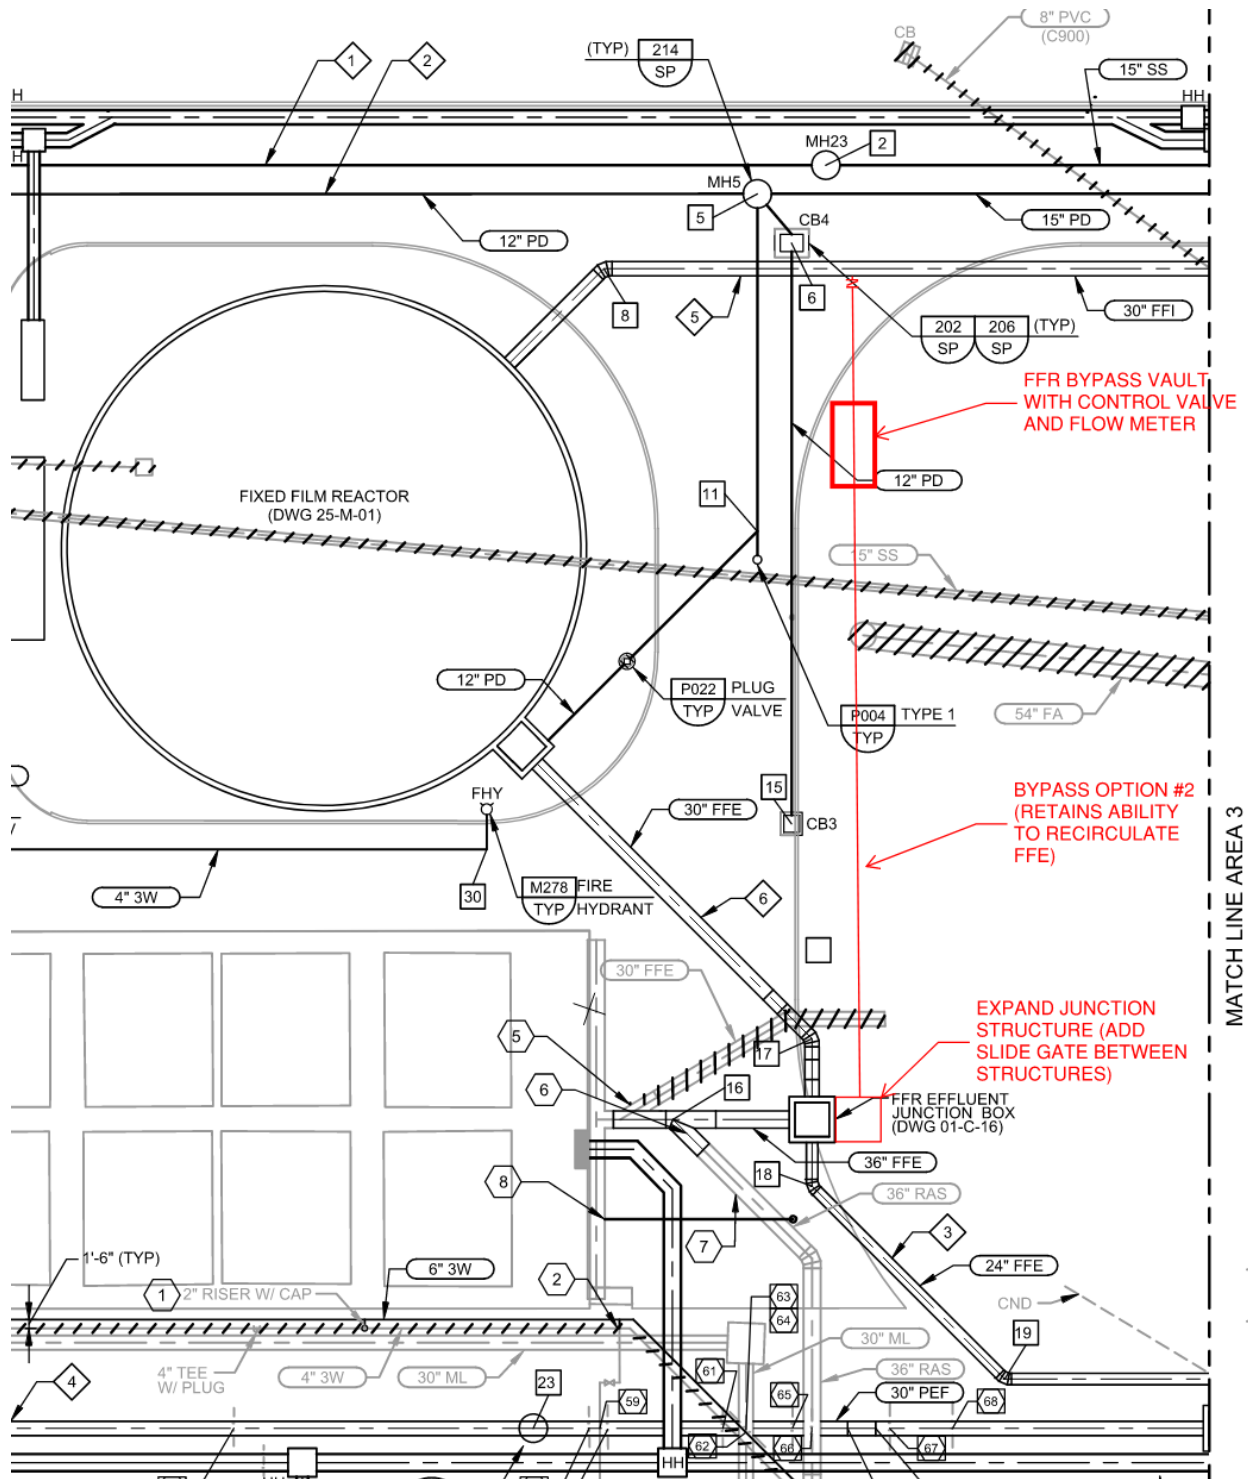 8" PVC
(C900)
CB
(TYP)
214
SP
1
2
15" SS
H
HH
MH23
2
H
MH5
5
CB4
12" PD
15" PD
6
8
5
30" FFI
202
SP
206
SP
(TYP)
FFR BYPASS VAULT
WITH CONTROL VALVE
AND FLOW METER
12" PD
FIXED FILM REACTOR
(DWG 25-M-01)
11
15" SS
12" PD
P022
TYP
PLUG
VALVE
P004
TYP
TYPE 1
54" FA
FHY
30" FFE
15
CB3
BYPASS OPTION #2
(RETAINS ABILITY
TO RECIRCULATE
FFE)
MATCH LINE AREA 3
4" 3W
30
M278
TYP
FIRE
HYDRANT
6
30" FFE
5
EXPAND JUNCTION
STRUCTURE (ADD
SLIDE GATE BETWEEN
STRUCTURES)
17
6
16
FFR EFFLUENT
JUNCTION BOX
(DWG 01-C-16)
36" FFE
18
8
36" RAS
7
3
1'-6" (TYP)
6" 3W
2
24" FFE
1
2" RISER W/ CAP
63
64
CND
19
30" ML
4" TEE
W/ PLUG
4" 3W
30" ML
61
36" RAS
4
23
59
65
30" PEF
68
62
66
67
HH